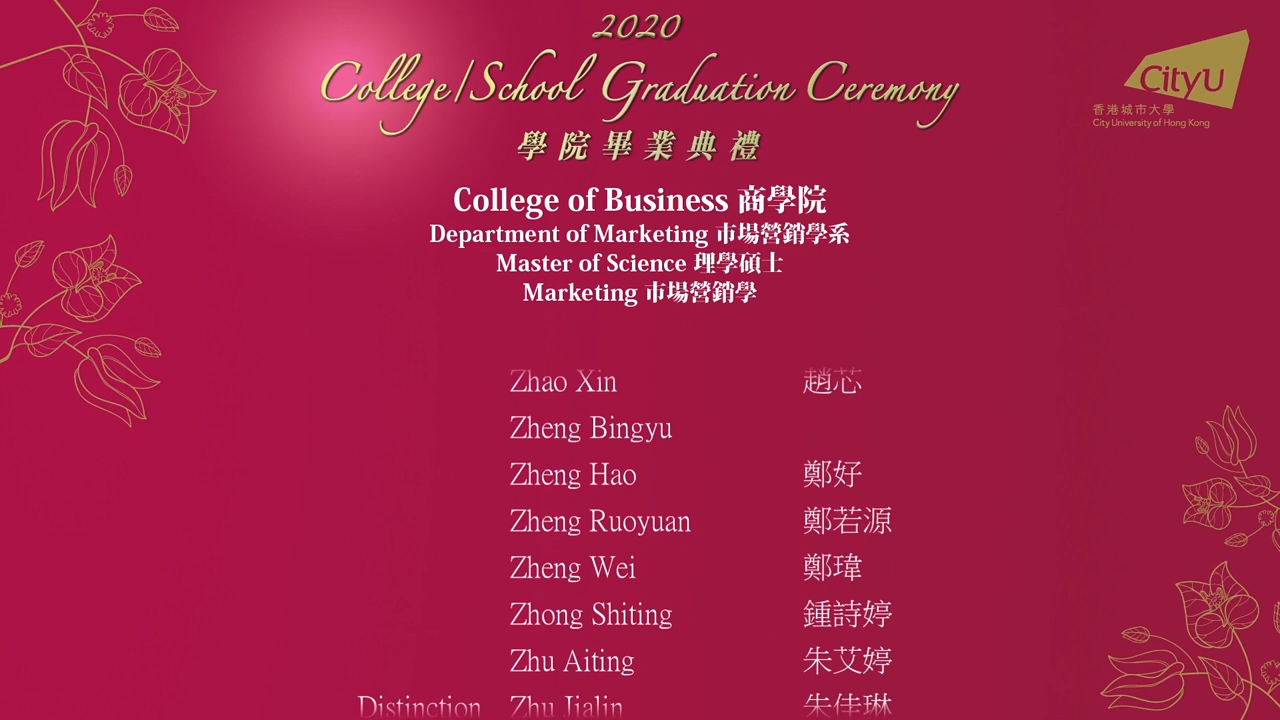 2020
College/School Graduation Ceremony
學院畢業典禮
CityU
香港城市大學
City University of Hong Kong
College of Business 商學院
Department of Marketing 市場營銷學系
Master of Science 理學碩士
Marketing 市場營銷學
Zhao Xin 趙芯
Zheng Bingyu
Zheng Hao 鄭好
Zheng Ruoyuan 鄭若源
Zheng Wei 鄭瑋
Zhong Shiting 鍾詩婷
Zhu Aiting 朱艾婷
Distinction Zhu Jialin 朱佳琳